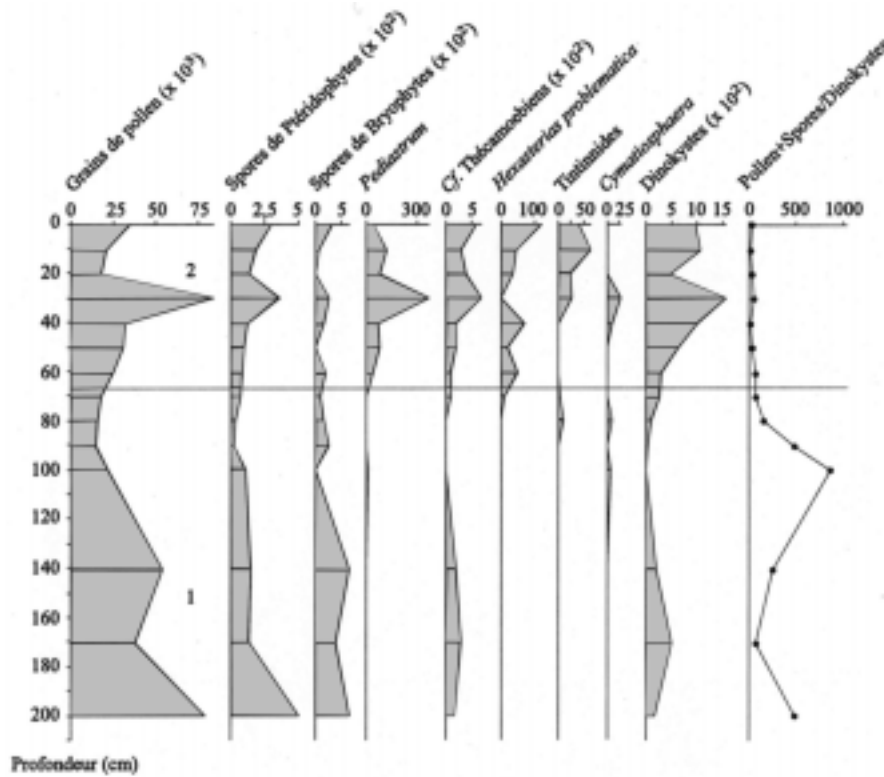 Grains de pollen (x 10³)
Spores de Ptéridophytes (x 10²)
Spores de Bryophytes (x 10²)
Pediastrum
Cf. Thécamoebiens (x 10²)
Hexasterias problematica
Tintinnides
Cymatiosphaera
Dinokystes (x 10²)
Pollen+Spores/Dinokystes
0 25 50 75 0 2,5 5 0 5 0 300 0 5 0 100 0 50 0 25 0 5 10 15 0 500 1000
0
20
2
40
60
80
100
120
140
160
1
180
200
Profondeur (cm)